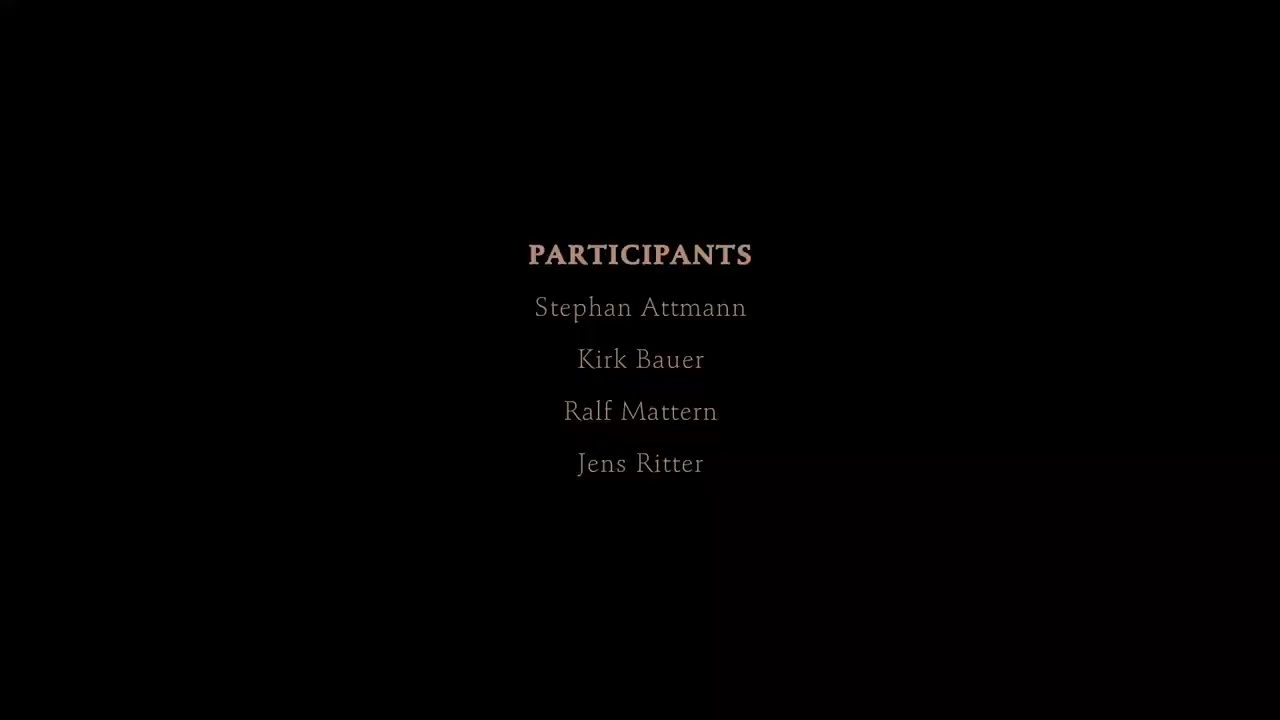 PARTICIPANTS
Stephan Attmann
Kirk Bauer
Ralf Mattern
Jens Ritter